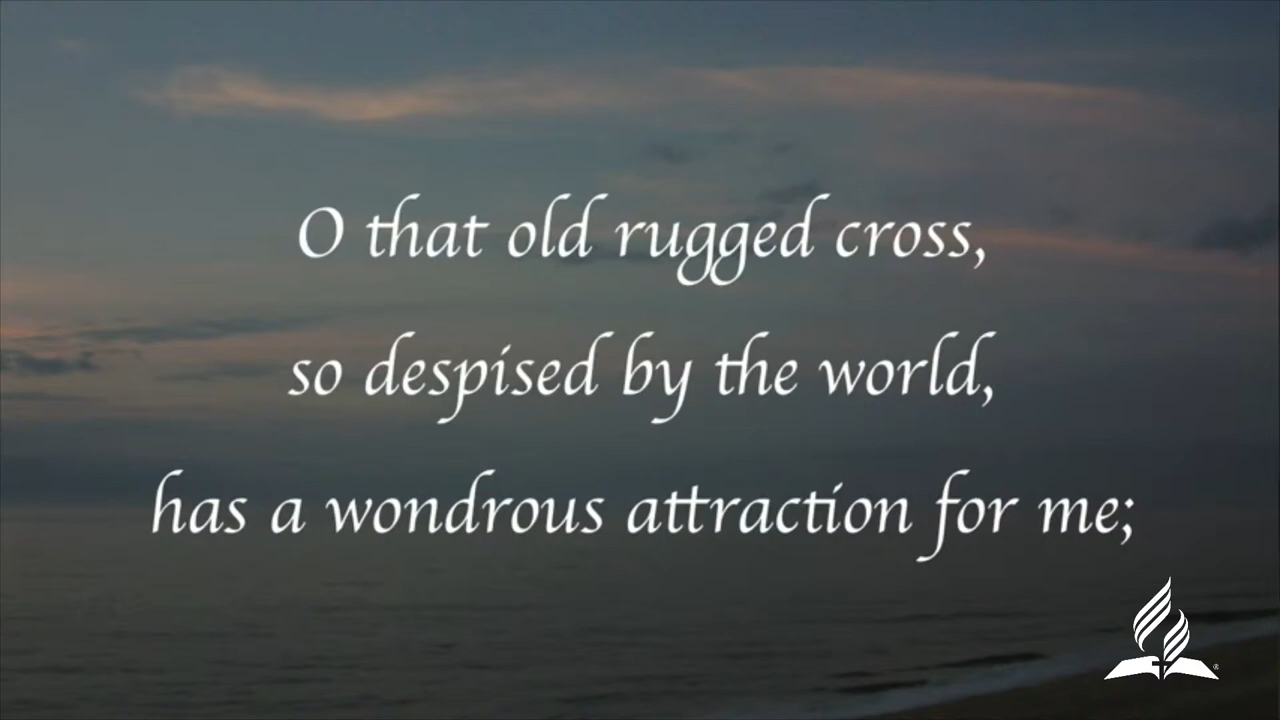 O that old rugged cross,
so despised by the world,
has a wondrous attraction for me;